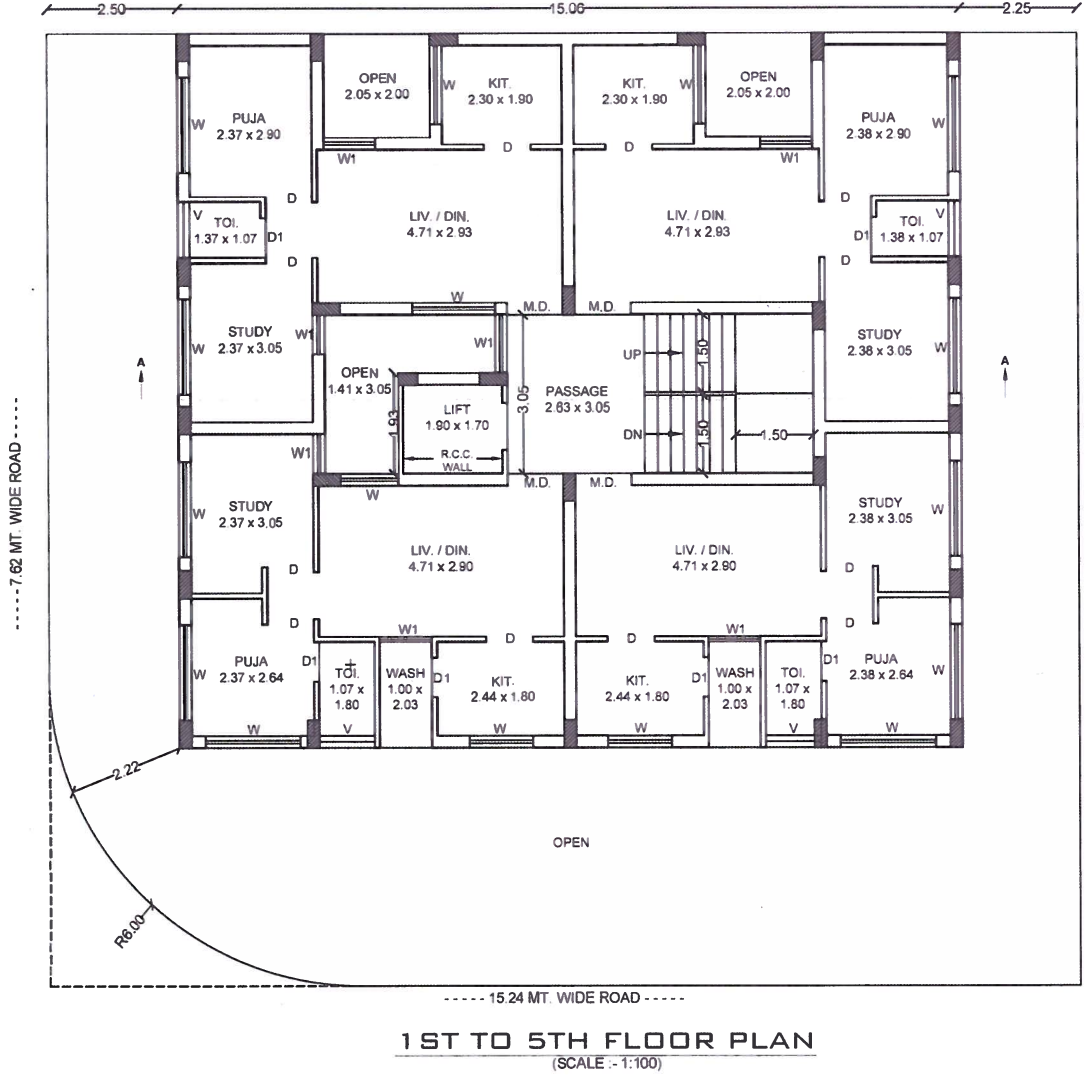 2.50 15.06 2.25
OPEN
2.05 x 2.00
W
KIT.
2.30 x 1.90
KIT.
2.30 x 1.90
W
OPEN
2.05 x 2.00
W
PUJA
2.37 x 2.90
PUJA
2.38 x 2.90
W
W1
D
D
W1
D
D
V
TOI.
1.37 x 1.07
D1
LIV. / DIN.
4.71 x 2.93
LIV. / DIN.
4.71 x 2.93
D1
V
TOI.
1.38 x 1.07
D
D
W
M.D.
M.D.
W
STUDY
2.37 x 3.05
W1
W1
UP
1.50
STUDY
2.38 x 3.05
W
A
A
OPEN
1.41 x 3.05
1.93
LIFT
1.90 x 1.70
R.C.C.
WALL
3.05
PASSAGE
2.63 x 3.05
DN
1.50
1.50
W1
W
M.D.
M.D.
7.62 MT. WIDE ROAD
W
STUDY
2.37 x 3.05
STUDY
2.38 x 3.05
W
LIV. / DIN.
4.71 x 2.90
LIV. / DIN.
4.71 x 2.90
D
D
D
D
W1
D
D
W1
W
PUJA
2.37 x 2.64
D1
TOI.
1.07 x
1.80
V
WASH
1.00 x
2.03
D1
KIT.
2.44 x 1.80
KIT.
2.44 x 1.80
D1
WASH
1.00 x
2.03
TOI.
1.07 x
1.80
V
D1
PUJA
2.38 x 2.64
W
W
W
W
W
2.22
OPEN
R6.00
----- 15.24 MT. WIDE ROAD -----
1ST TO 5TH FLOOR PLAN
(SCALE :- 1:100)